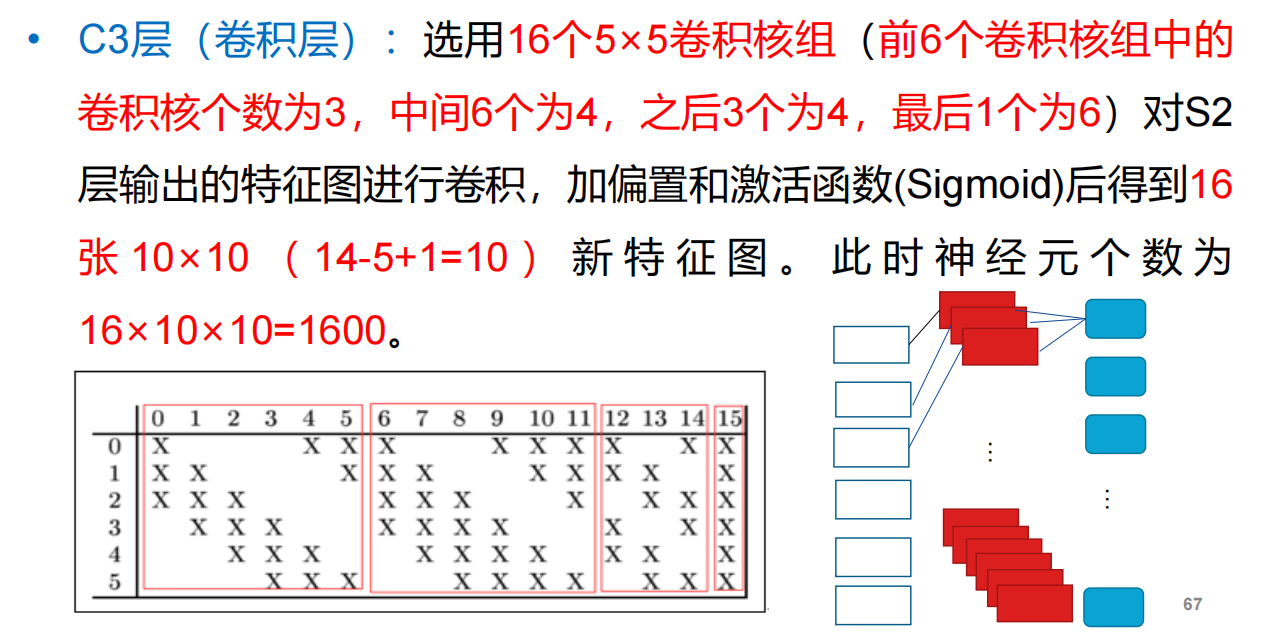 • C3层（卷积层）：选用16个5×5卷积核组（前6个卷积核组中的
卷积核个数为3，中间6个为4，之后3个为4，最后1个为6）对S2
层输出的特征图进行卷积，加偏置和激活函数(Sigmoid)后得到16
张10×10（14-5+1=10）新特征图。此时神经元个数为
16×10×10=1600。
0 1 2 3 4 5 6 7 8 9 10 11 12 13 14 15
0 X X X X X X X X X X
1 X X X X X X X X X X
2 X X X X X X X X X X
3 X X X X X X X X X X
4 X X X X X X X X X X
5 X X X X X X X X X X
⋮
⋮
67